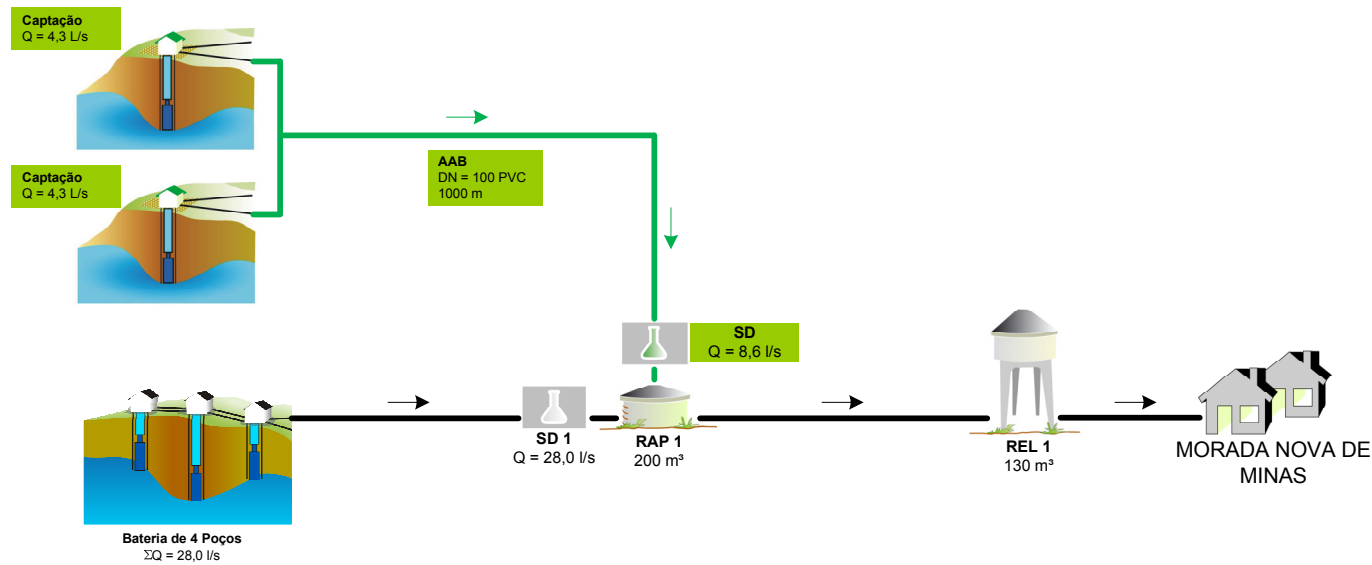 Captação
Q = 4,3 L/s
Captação
Q = 4,3 L/s
AAB
DN = 100 PVC
1000 m
SD
Q = 8,6 l/s
SD 1
Q = 28,0 l/s
RAP 1
200 m³
REL 1
130 m³
MORADA NOVA DE
MINAS
Bateria de 4 Poços
ΣQ = 28,0 l/s